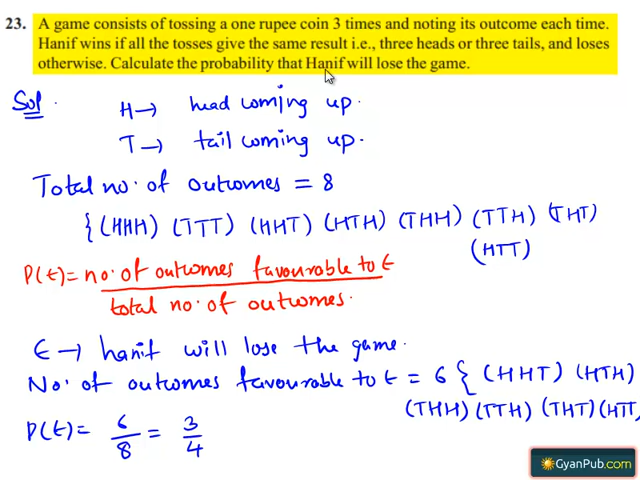 23. A game consists of tossing a one rupee coin 3 times and noting its outcome each time.
Hanif wins if all the tosses give the same result i.e., three heads or three tails, and loses
otherwise. Calculate the probability that Hanif will lose the game.
Sol.
H → head coming up.
T → tail coming up.
Total no. of outcomes = 8
{(HHH) (TTT) (HHT) (HTH) (THH) (TTH) (THT)
(HTT)
P(E) = no. of outcomes favourable to E
total no. of outcomes.
E → hanif will lose the game.
No. of outcomes favourable to E = 6 { (HHT) (HTH)
(THH) (TTH) (THT) (HTT)
P(E) = 6/8 = 3/4
GyanPub.com